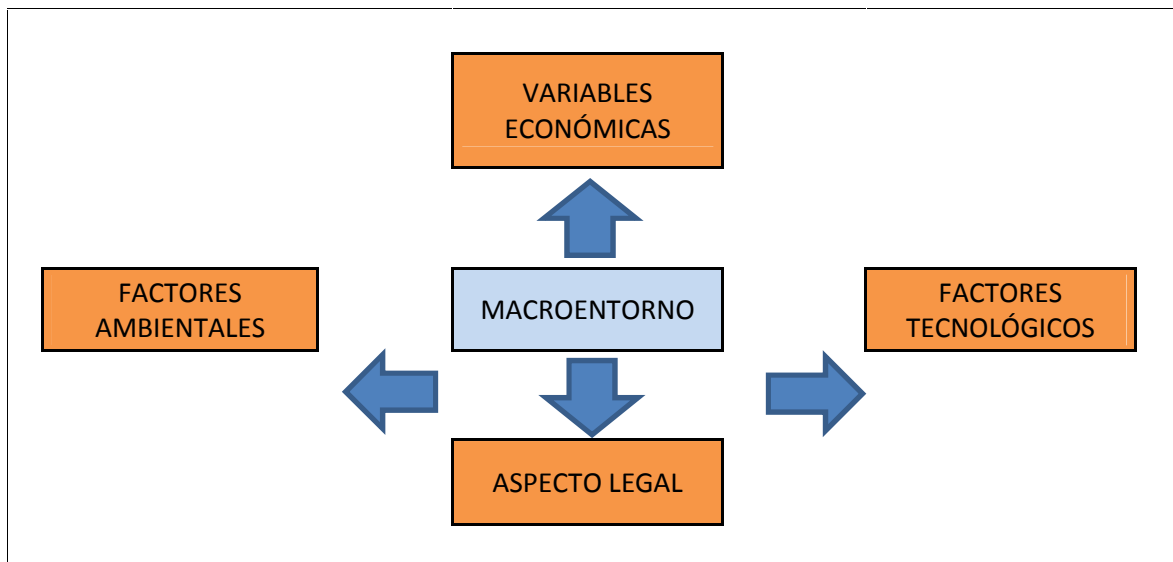 VARIABLES
ECONÓMICAS
FACTORES
AMBIENTALES
MACROENTORNO
FACTORES
TECNOLÓGICOS
ASPECTO LEGAL